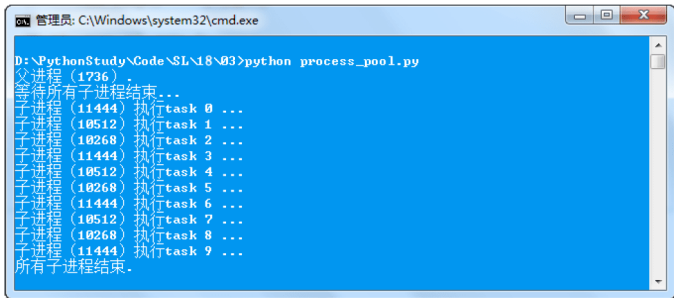 管理员: C:\Windows\system32\cmd.exe
D:\PythonStudy\Code\SL\18\03>python process_pool.py
父进程（1736）.
等待所有子进程结束...
子进程（11444）执行task 0 ...
子进程（10512）执行task 1 ...
子进程（10268）执行task 2 ...
子进程（11444）执行task 3 ...
子进程（10512）执行task 4 ...
子进程（10268）执行task 5 ...
子进程（11444）执行task 6 ...
子进程（10512）执行task 7 ...
子进程（10268）执行task 8 ...
子进程（11444）执行task 9 ...
所有子进程结束.